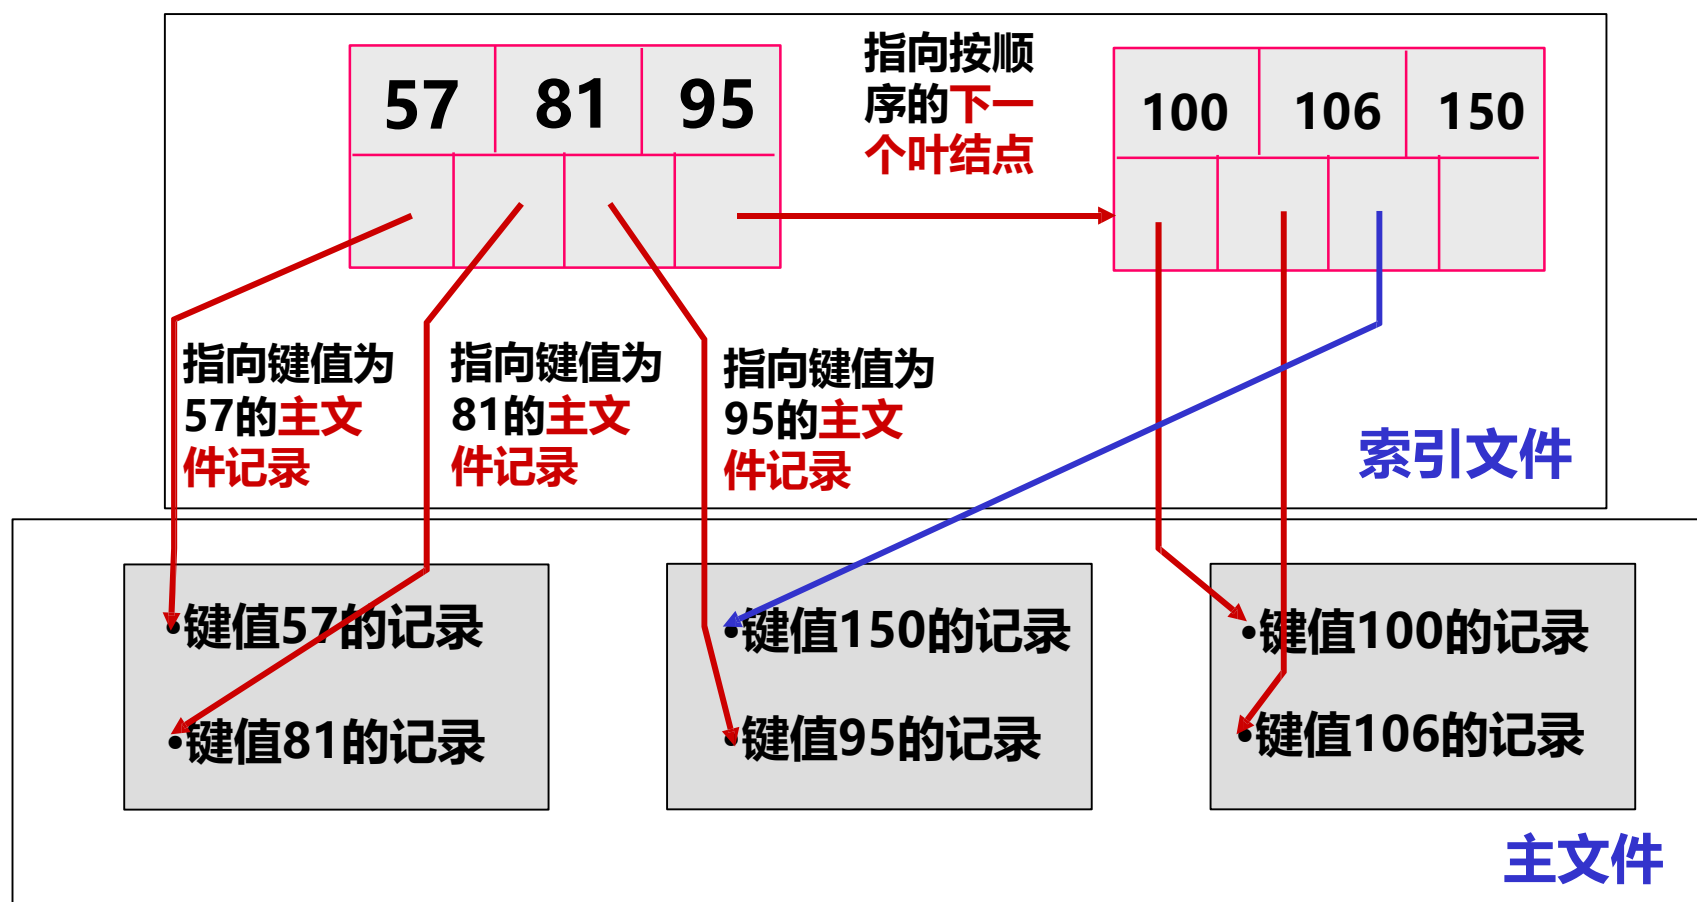 57 81 95
指向按顺
序的下一
个叶结点
100 106 150
指向键值为
57的主文
件记录
指向键值为
81的主文
件记录
指向键值为
95的主文
件记录
索引文件
•键值57的记录
•键值81的记录
•键值150的记录
•键值95的记录
•键值100的记录
•键值106的记录
主文件